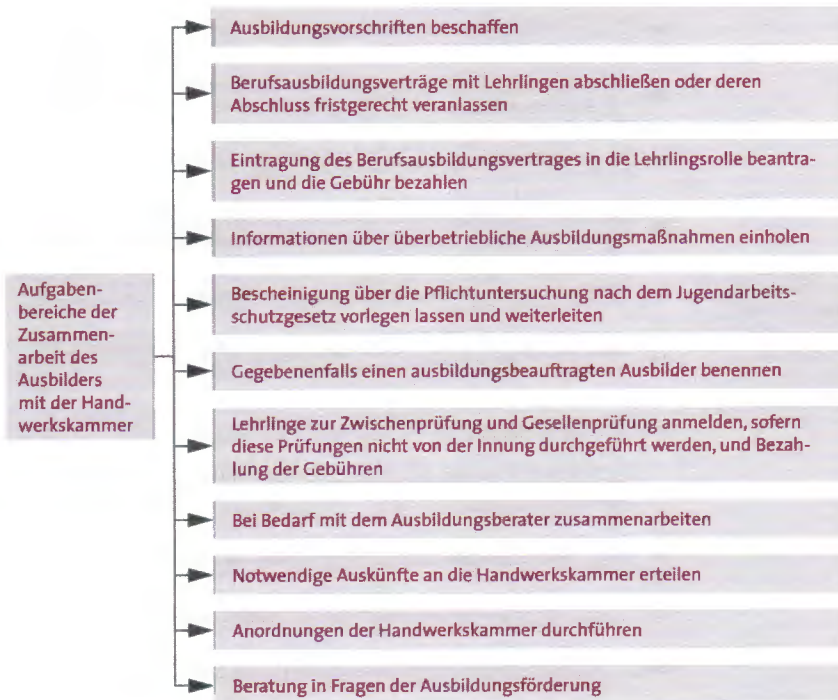 Ausbildungsvorschriften beschaffen
Berufsausbildungsverträge mit Lehrlingen abschließen oder deren
Abschluss fristgerecht veranlassen
Eintragung des Berufsausbildungsvertrages in die Lehrlingsrolle beantra-
gen und die Gebühr bezahlen
Informationen über überbetriebliche Ausbildungsmaßnahmen einholen
Aufgaben-
bereiche der
Zusammen-
arbeit des
Ausbilders
mit der Hand-
werkskammer
Bescheinigung über die Pflichtuntersuchung nach dem Jugendarbeits-
schutzgesetz vorlegen lassen und weiterleiten
Gegebenenfalls einen ausbildungsbeauftragten Ausbilder benennen
Lehrlinge zur Zwischenprüfung und Gesellenprüfung anmelden, sofern
diese Prüfungen nicht von der Innung durchgeführt werden, und Bezah-
lung der Gebühren
Bei Bedarf mit dem Ausbildungsberater zusammenarbeiten
Notwendige Auskünfte an die Handwerkskammer erteilen
Anordnungen der Handwerkskammer durchführen
Beratung in Fragen der Ausbildungsförderung